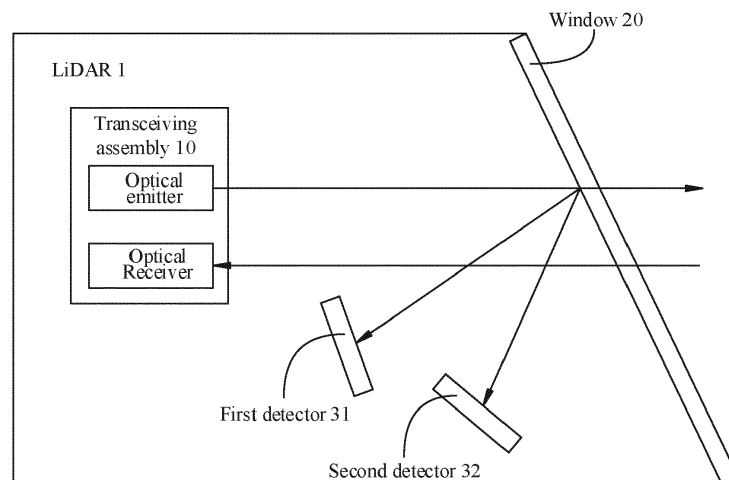 Window 20
LiDAR 1
Transceiving
assembly 10
Optical
emitter
Optical
Receiver
First detector 31
Second detector 32